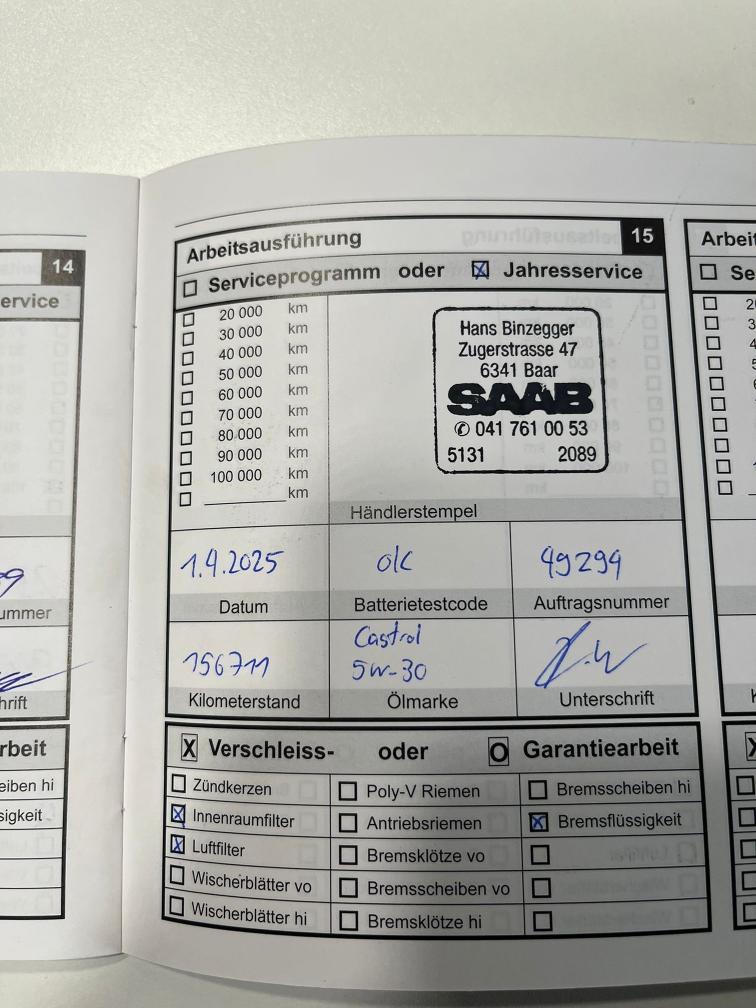 14
ervice
ummer
hrift
rbeit
eiben hi
sigkeit
Arbeitsausführung 15
Serviceprogramm oder ☒ Jahresservice
20 000 km
30 000 km
40 000 km
50 000 km
60 000 km
70 000 km
80 000 km
90 000 km
100 000 km
km
Hans Binzegger
Zugerstrasse 47
6341 Baar
SAAB
✆ 041 761 00 53
5131 2089
Händlerstempel
1.9.2025 ok 49299
Datum Batterietestcode Auftragsnummer
156711 Castrol
5w-30
Kilometerstand Ölmarke Unterschrift
X Verschleiss- oder O Garantiearbeit
Zündkerzen Poly-V Riemen Bremsscheiben hi
☒ Innenraumfilter Antriebsriemen ☒ Bremsflüssigkeit
☒ Luftfilter Bremsklötze vo
Wischerblätter vo Bremsscheiben vo
Wischerblätter hi Bremsklötze hi
Arbeit
Se